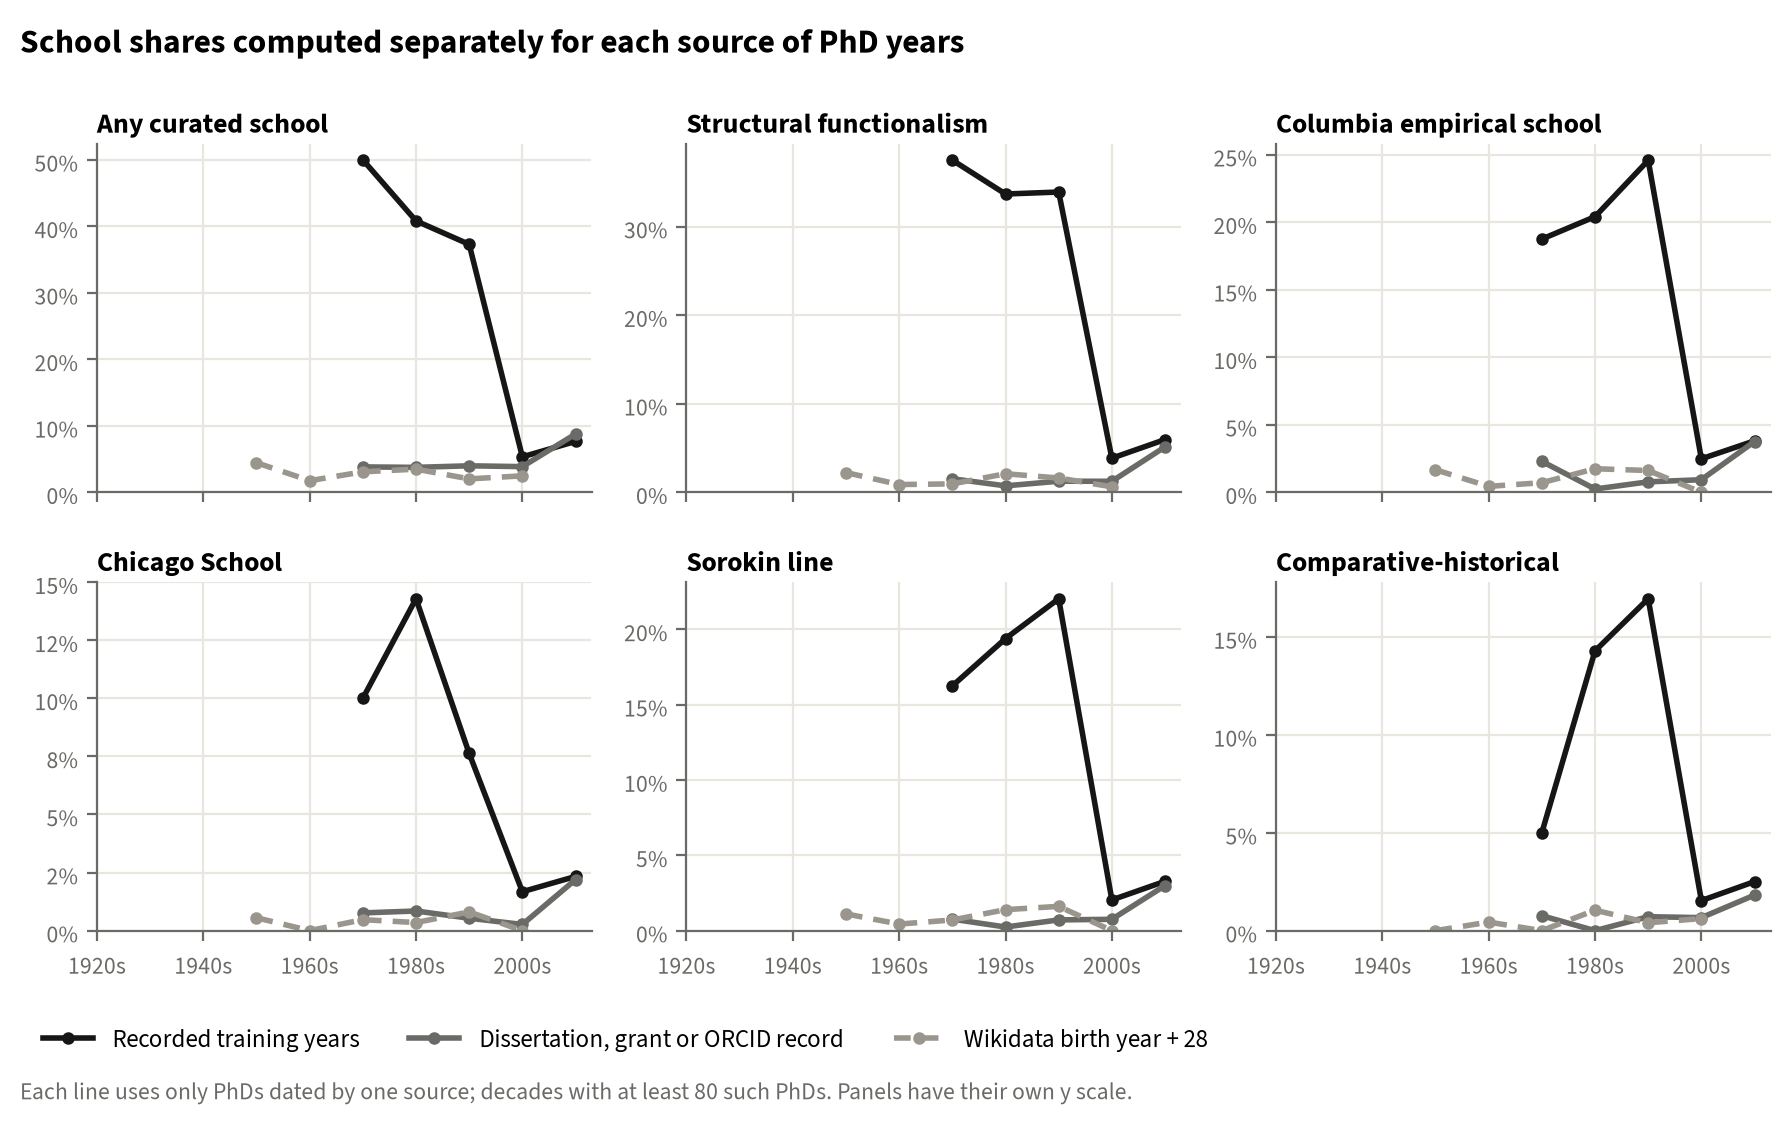 School shares computed separately for each source of PhD years
Any curated school
50%
40%
30%
20%
10%
0%
Structural functionalism
30%
20%
10%
0%
Columbia empirical school
25%
20%
15%
10%
5%
0%
Chicago School
15%
12%
10%
8%
5%
2%
0%
1920s 1940s 1960s 1980s 2000s
Sorokin line
20%
15%
10%
5%
0%
1920s 1940s 1960s 1980s 2000s
Comparative-historical
15%
10%
5%
0%
1920s 1940s 1960s 1980s 2000s
Recorded training years Dissertation, grant or ORCID record Wikidata birth year + 28
Each line uses only PhDs dated by one source; decades with at least 80 such PhDs. Panels have their own y scale.